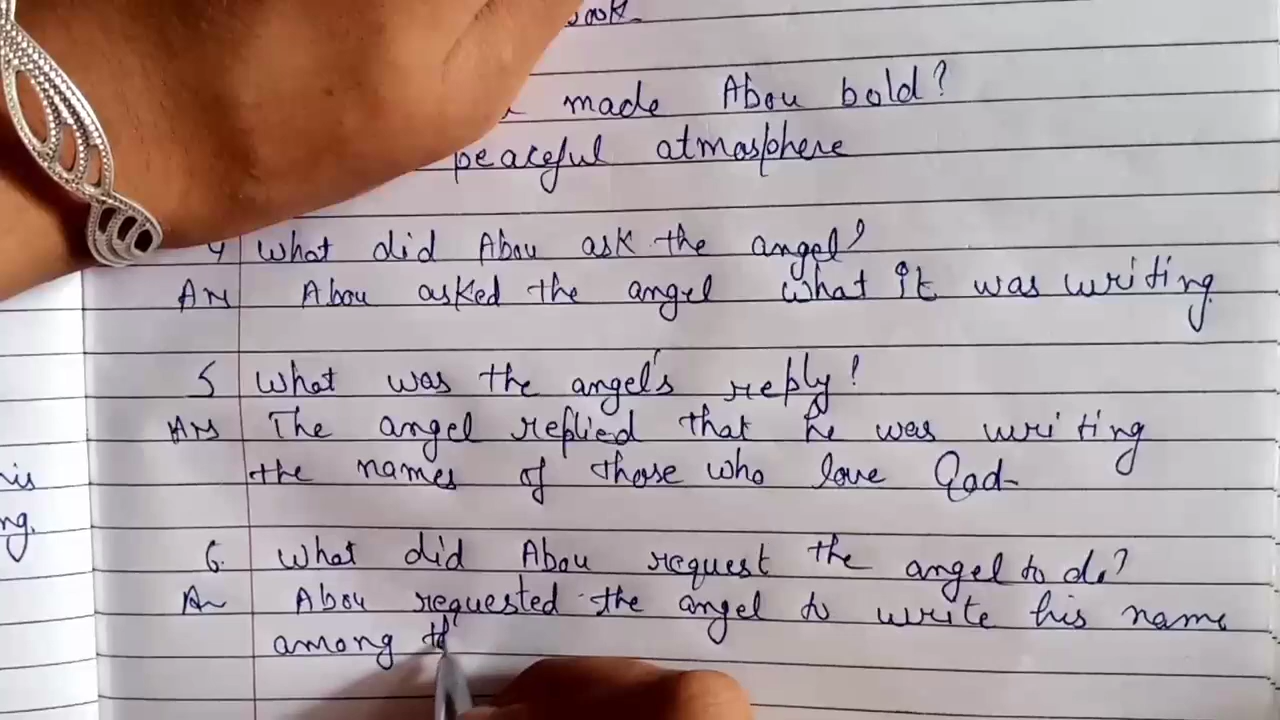 made Abou bold?
peaceful atmosphere
4 What did Abou ask the angel?
An Abou asked the angel what it was writing.
5 What was the angel's reply?
Ans The angel replied that he was writing
the names of those who love God
6. What did Abou request the angel to do?
An Abou requested the angel to write his name
among th
ng.